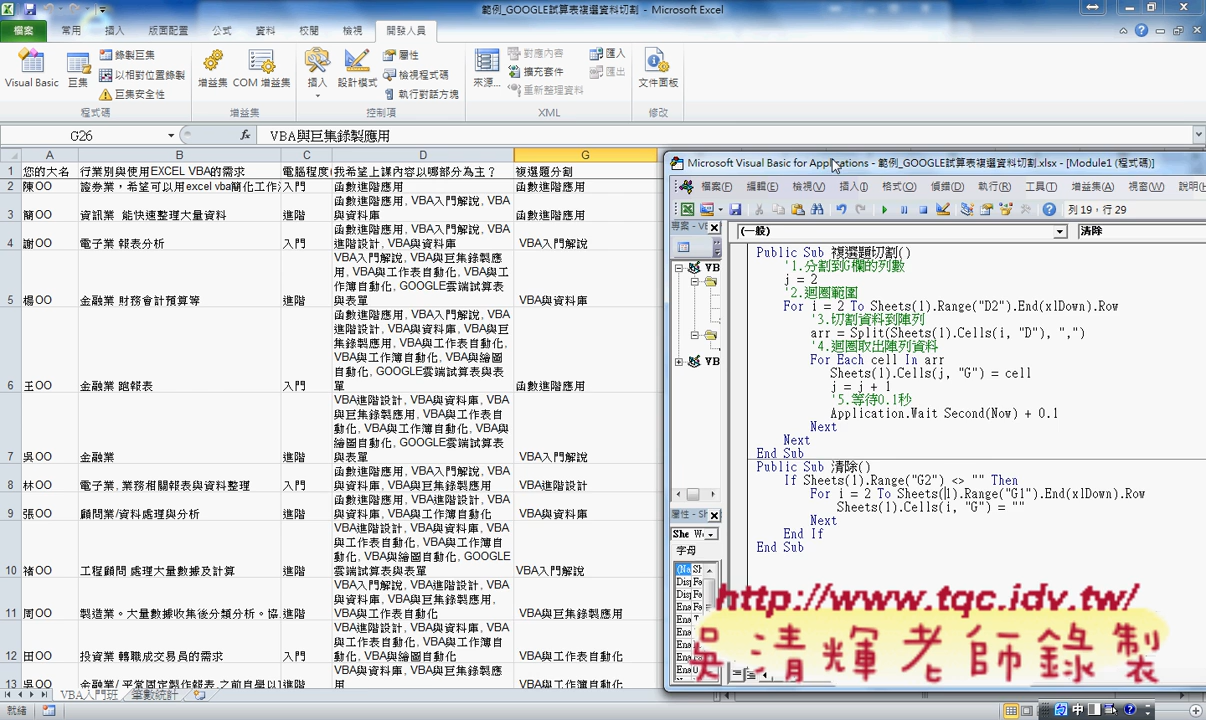 範例_GOOGLE試算表複選資料切割 - Microsoft Excel
檔案 常用 插入 版面配置 公式 資料 校閱 檢視 開發人員
Visual Basic 巨集 錄製巨集 以相對位置錄製 巨集安全性 程式碼
增益集 COM 增益集 增益集
插入 設計模式 屬性 檢視程式碼 執行對話方塊 控制項
來源... 對應內容 擴充套件 重新整理資料 匯入 匯出 XML
文件面板 修改
G26 fx VBA與巨集錄製應用
A B C D G
1 您的大名 行業別與使用EXCEL VBA的需求 電腦程度 我希望上課內容以哪部分為主? 複選題分割
2 陳OO 證券業,希望可以用excel vba簡化工作 入門 函數進階應用 函數進階應用
3 簡OO 資訊業 能快速整理大量資料 進階 函數進階應用, VBA入門解說, VBA
與資料庫 函數進階應用
4 謝OO 電子業 報表分析 入門 函數進階應用, VBA入門解說, VBA
進階設計, VBA與資料庫 VBA入門解說
5 楊OO 金融業 財務會計預算等 進階 VBA入門解說, VBA與巨集錄製應
用, VBA與工作表自動化, VBA與工
作簿自動化, GOOGLE雲端試算表
與表單 VBA與資料庫
6 王OO 金融業 跑報表 入門 函數進階應用, VBA入門解說, VBA
進階設計, VBA與資料庫, VBA與巨
集錄製應用, VBA與工作表自動化,
VBA與工作簿自動化, VBA與繪圖
自動化, GOOGLE雲端試算表與表
單 函數進階應用
7 吳OO 金融業 進階 VBA進階設計, VBA與資料庫, VBA
與巨集錄製應用, VBA與工作表自
動化, VBA與工作簿自動化, VBA與
繪圖自動化, GOOGLE雲端試算表
與表單 VBA入門解說
8 林OO 電子業, 業務相關報表與資料整理 入門 函數進階應用, VBA入門解說, VBA
與資料庫, VBA與巨集錄製應用 VBA進階設計
9 張OO 顧問業/資料處理與分析 進階 函數進階應用, VBA進階設計, VBA
與資料庫, VBA與工作簿自動化 VBA與資料庫
10 褚OO 工程顧問 處理大量數據及計算 進階 VBA進階設計, VBA與資料庫, VBA
與巨集錄製應用, VBA與工作表自
動化, VBA與繪圖自動化, GOOGLE
雲端試算表與表單 VBA入門解說
11 周OO 製造業。大量數據收集後分類分析。協 進階 VBA入門解說, VBA進階設計, VBA
與資料庫, VBA與巨集錄製應用,
VBA與工作表自動化 VBA與巨集錄製應用
12 田OO 投資業 轉職成交易員的需求 入門 VBA進階設計, VBA與資料庫, VBA
與工作表自動化, VBA與工作簿自
動化, VBA與繪圖自動化 VBA與工作表自動化
13 VBA與資料庫, VBA與巨集錄製應
用 VBA與工作簿自動化
VBA入門班 筆數統計
就緒
Microsoft Visual Basic for Applications - 範例_GOOGLE試算表複選資料切割.xlsx - [Module1 (程式碼)]
檔案(F) 編輯(E) 檢視(V) 插入(I) 格式(O) 偵錯(D) 執行(R) 工具(T) 增益集(A) 視窗(W) 說明(H
列 19，行 29
專案 - VB
(一般) 清除
VB
VB
屬性 - Sh
She W
字母
Public Sub 複選題切割()
'1.分割到G欄的列數
j = 2
'2.迴圈範圍
For i = 2 To Sheets(1).Range("D2").End(xlDown).Row
'3.切割資料到陣列
arr = Split(Sheets(1).Cells(i, "D"), ",")
'4.迴圈取出陣列資料
For Each cell In arr
Sheets(1).Cells(j, "G") = cell
j = j + 1
'5.等待0.1秒
Application.Wait Second(Now) + 0.1
Next
Next
End Sub
Public Sub 清除()
If Sheets(1).Range("G2") <> "" Then
For i = 2 To Sheets(1).Range("G1").End(xlDown).Row
Sheets(1).Cells(i, "G") = ""
Next
End If
End Sub
http://www.tqc.idv.tw/
吳清輝老師錄製